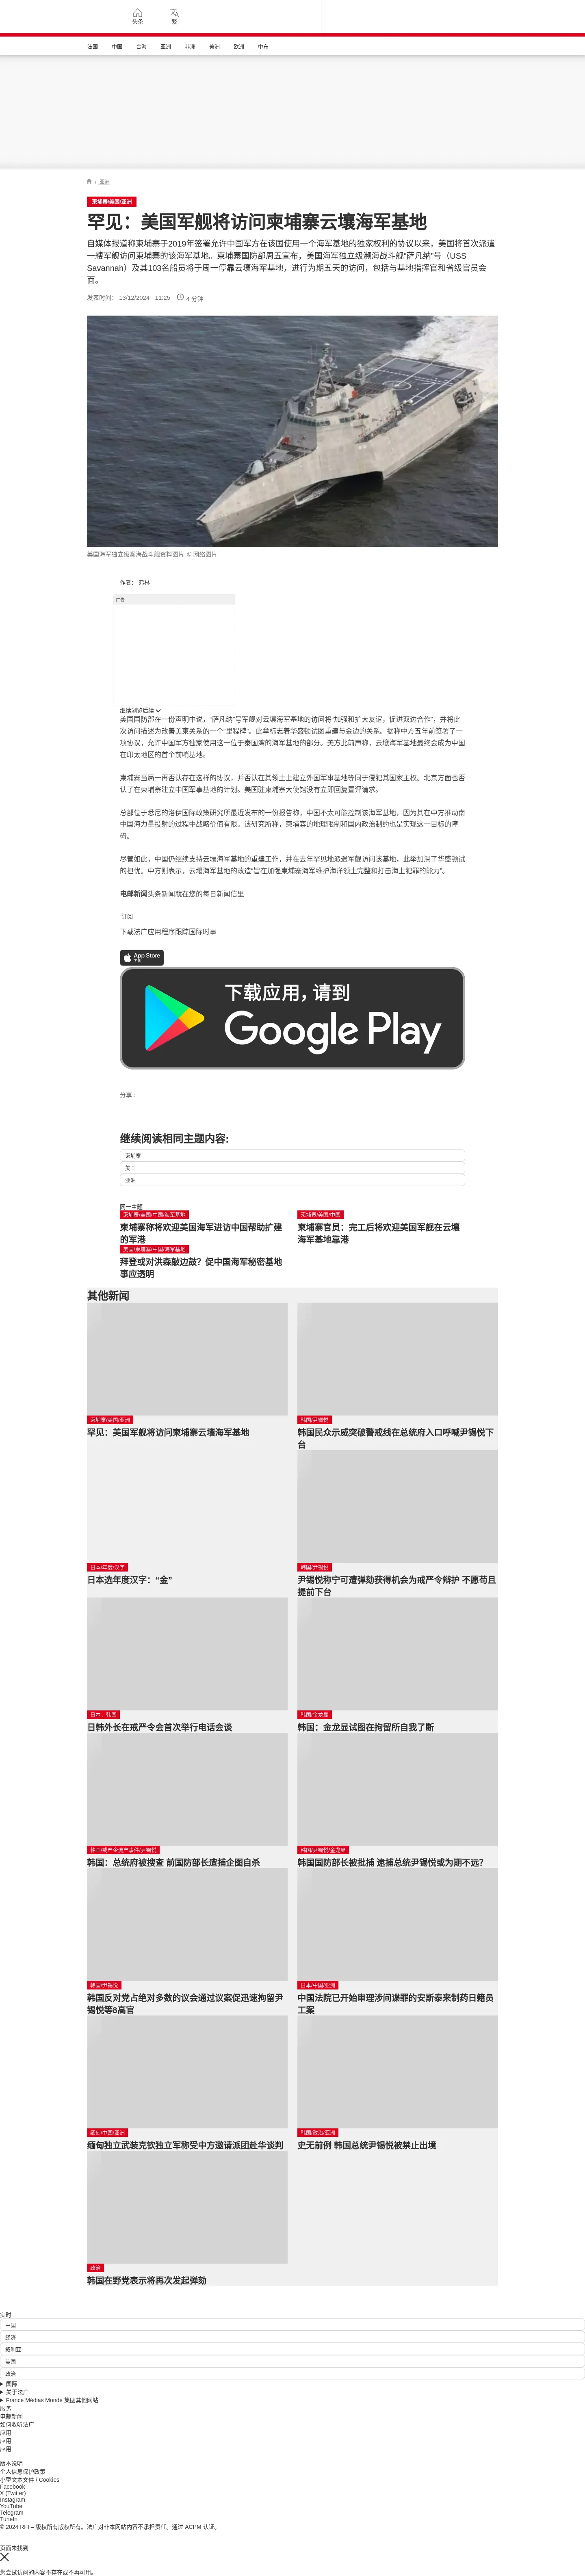 头条
繁
法国
中国
台海
亚洲
非洲
美洲
欧洲
中东
/ 亚洲
柬埔寨/美国/亚洲
罕见：美国军舰将访问柬埔寨云壤海军基地
自媒体报道称柬埔寨于2019年签署允许中国军方在该国使用一个海军基地的独家权利的协议以来，美国将首次派遣
一艘军舰访问柬埔寨的该海军基地。柬埔寨国防部周五宣布，美国海军独立级濒海战斗舰“萨凡纳”号（USS
Savannah）及其103名船员将于周一停靠云壤海军基地，进行为期五天的访问，包括与基地指挥官和省级官员会
面。
发表时间： 13/12/2024 - 11:25
4 分钟
美国海军独立级濒海战斗舰资料图片 © 网络图片
作者： 弗林
广告
继续浏览后续
美国国防部在一份声明中说，“萨凡纳”号军舰对云壤海军基地的访问将“加强和扩大友谊，促进双边合作”，并将此
次访问描述为改善美柬关系的一个“里程碑”。此举标志着华盛顿试图重建与金边的关系。据称中方五年前签署了一
项协议，允许中国军方独家使用这一位于泰国湾的海军基地的部分。美方此前声称，云壤海军基地最终会成为中国
在印太地区的首个前哨基地。
柬埔寨当局一再否认存在这样的协议，并否认在其领土上建立外国军事基地等同于侵犯其国家主权。北京方面也否
认了在柬埔寨建立中国军事基地的计划。美国驻柬埔寨大使馆没有立即回复置评请求。
总部位于悉尼的洛伊国际政策研究所最近发布的一份报告称，中国不太可能控制该海军基地，因为其在中方推动南
中国海力量投射的过程中战略价值有限。该研究所称，柬埔寨的地理限制和国内政治制约也是实现这一目标的障
碍。
尽管如此，中国仍继续支持云壤海军基地的重建工作，并在去年罕见地派遣军舰访问该基地，此举加深了华盛顿试
的担忧。中方则表示，云壤海军基地的改造“旨在加强柬埔寨海军维护海洋领土完整和打击海上犯罪的能力”。
电邮新闻头条新闻就在您的每日新闻信里
订阅
下载法广应用程序跟踪国际时事
App Store
下载
下载应用，请到
Google Play
分享 :
继续阅读相同主题内容:
柬埔寨
美国
亚洲
同一主题
柬埔寨/美国/中国/海军基地
柬埔寨称将欢迎美国海军进访中国帮助扩建
的军港
柬埔寨/美国/中国
柬埔寨官员：完工后将欢迎美国军舰在云壤
海军基地靠港
美国/柬埔寨/中国/海军基地
拜登或对洪森敲边鼓？促中国海军秘密基地
事应透明
其他新闻
柬埔寨/美国/亚洲
罕见：美国军舰将访问柬埔寨云壤海军基地
韩国/尹锡悦
韩国民众示威突破警戒线在总统府入口呼喊尹锡悦下
台
日本/年度/汉字
日本选年度汉字：“金”
韩国/尹锡悦
尹锡悦称宁可遭弹劾获得机会为戒严令辩护 不愿苟且
提前下台
日本、韩国
日韩外长在戒严令会首次举行电话会谈
韩国/金龙显
韩国：金龙显试图在拘留所自我了断
韩国/戒严令流产事件/尹锡悦
韩国：总统府被搜查 前国防部长遭捕企图自杀
韩国/尹锡悦/金龙显
韩国国防部长被批捕 逮捕总统尹锡悦或为期不远？
韩国/尹锡悦
韩国反对党占绝对多数的议会通过议案促迅速拘留尹
锡悦等8高官
日本/中国/亚洲
中国法院已开始审理涉间谍罪的安斯泰来制药日籍员
工案
缅甸/中国/亚洲
缅甸独立武装克钦独立军称受中方邀请派团赴华谈判
韩国/政治/亚洲
史无前例 韩国总统尹锡悦被禁止出境
政治
韩国在野党表示将再次发起弹劾
实时
中国
经济
叙利亚
美国
政治
国际
关于法广
France Médias Monde 集团其他网站
服务
电邮新闻
如何收听法广
应用
应用
应用
版本说明
个人信息保护政策
小型文本文件 / Cookies
Facebook
X (Twitter)
Instagram
YouTube
Telegram
TuneIn
© 2024 RFI – 版权所有版权所有。法广对非本网站内容不承担责任。通过 ACPM 认证。
页面未找到
您尝试访问的内容不存在或不再可用。